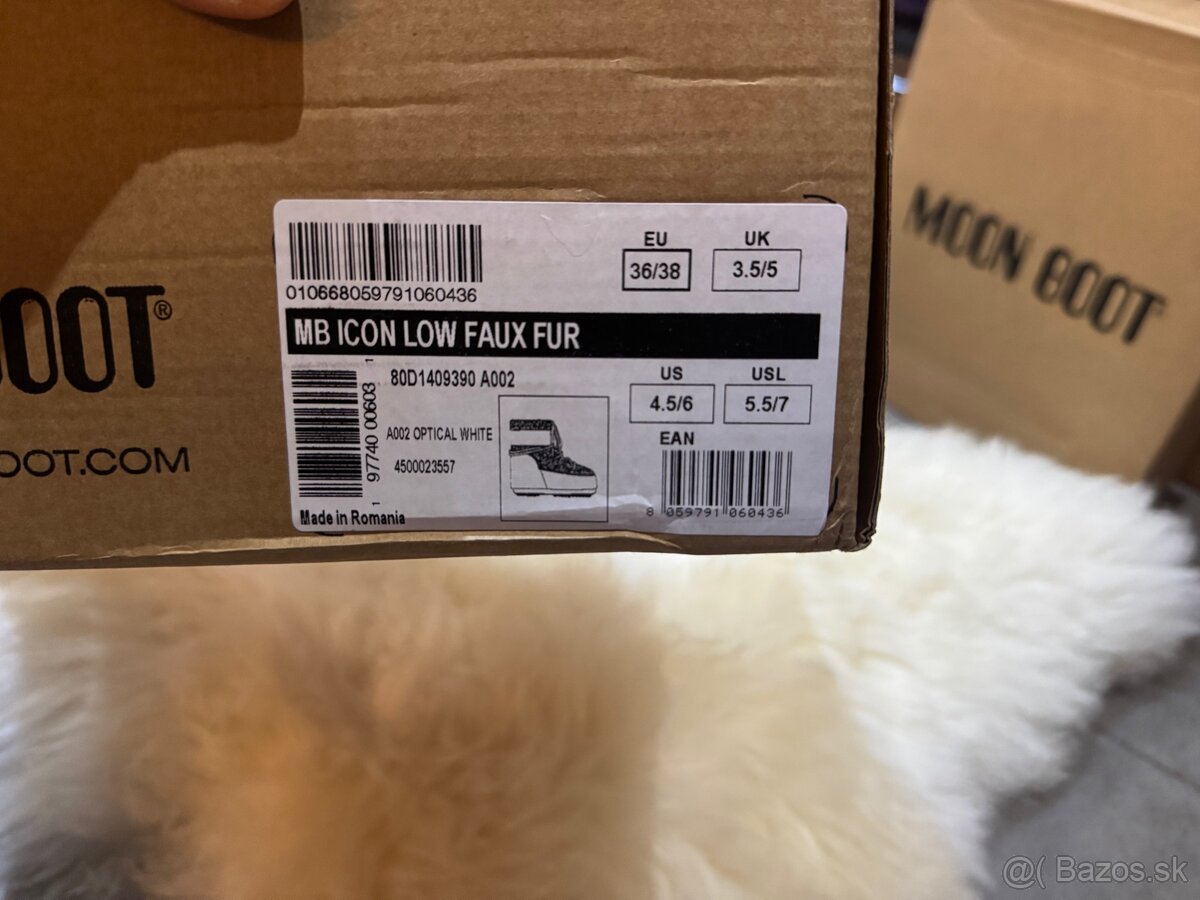 OOT®
OOT.COM
010668059791060436
EU
36/38
UK
3.5/5
MB ICON LOW FAUX FUR
80D1409390 A002
A002 OPTICAL WHITE
4500023557
1 97740 00603 1
Made in Romania
US
4.5/6
USL
5.5/7
EAN
8 059791 060436
MOON BOOT
@( Bazos.sk